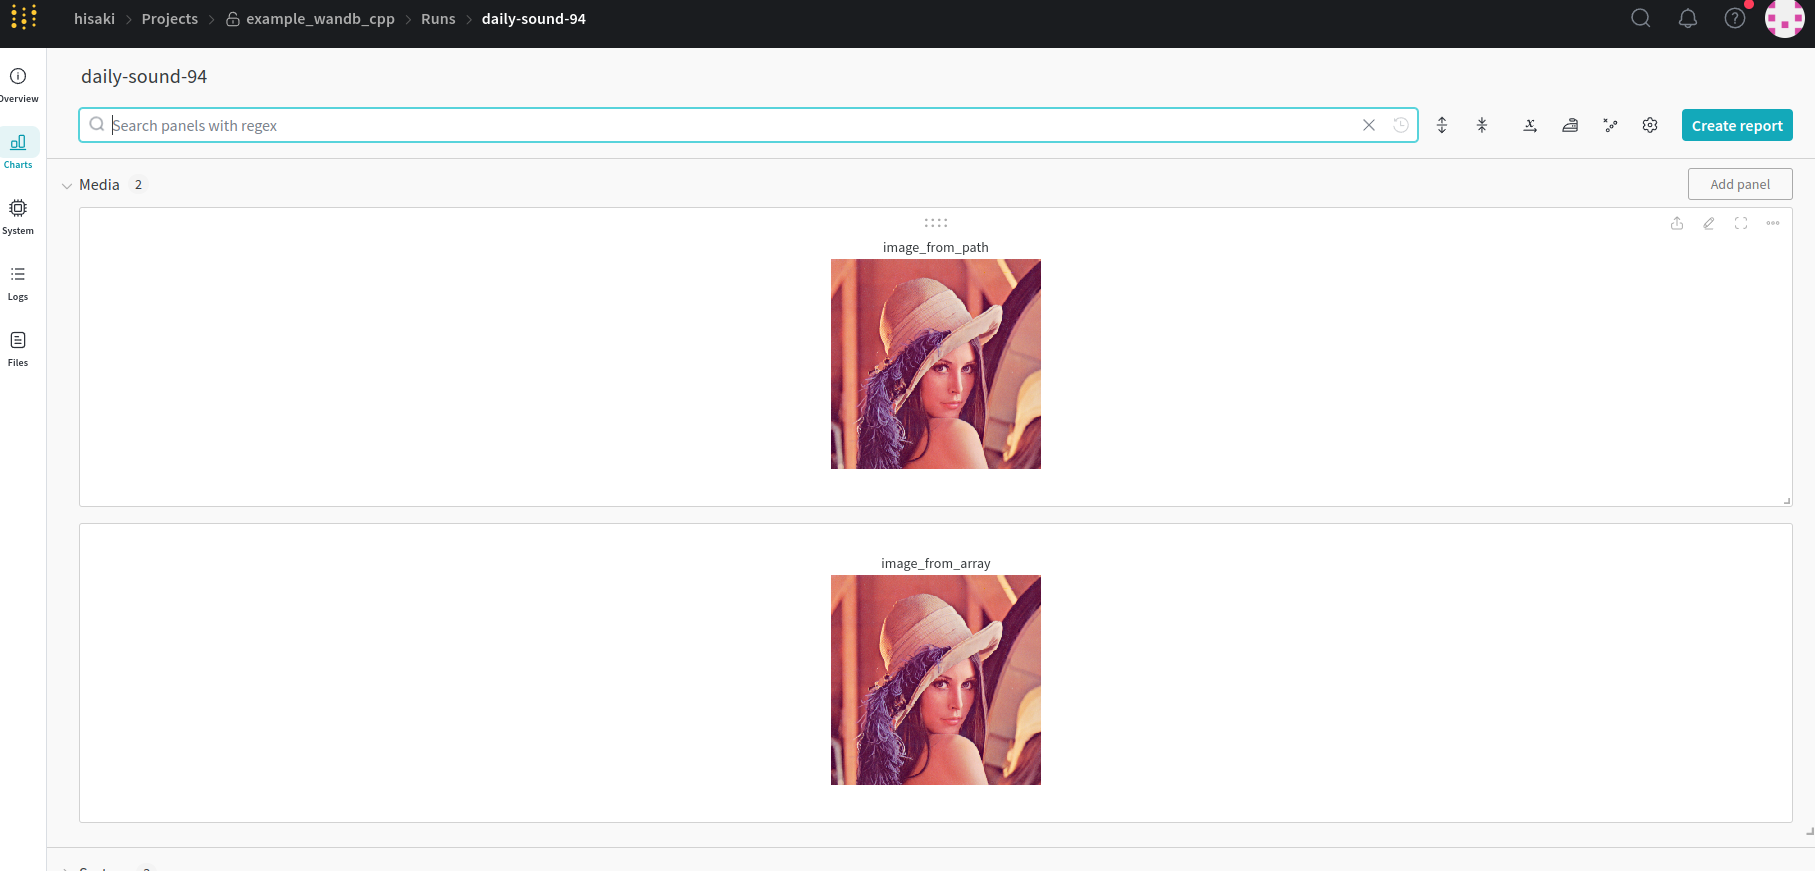 hisaki > Projects > example_wandb_cpp > Runs > daily-sound-94
daily-sound-94
Search panels with regex
Create report
Overview
Charts
System
Logs
Files
Media 2
Add panel
image_from_path
image_from_array